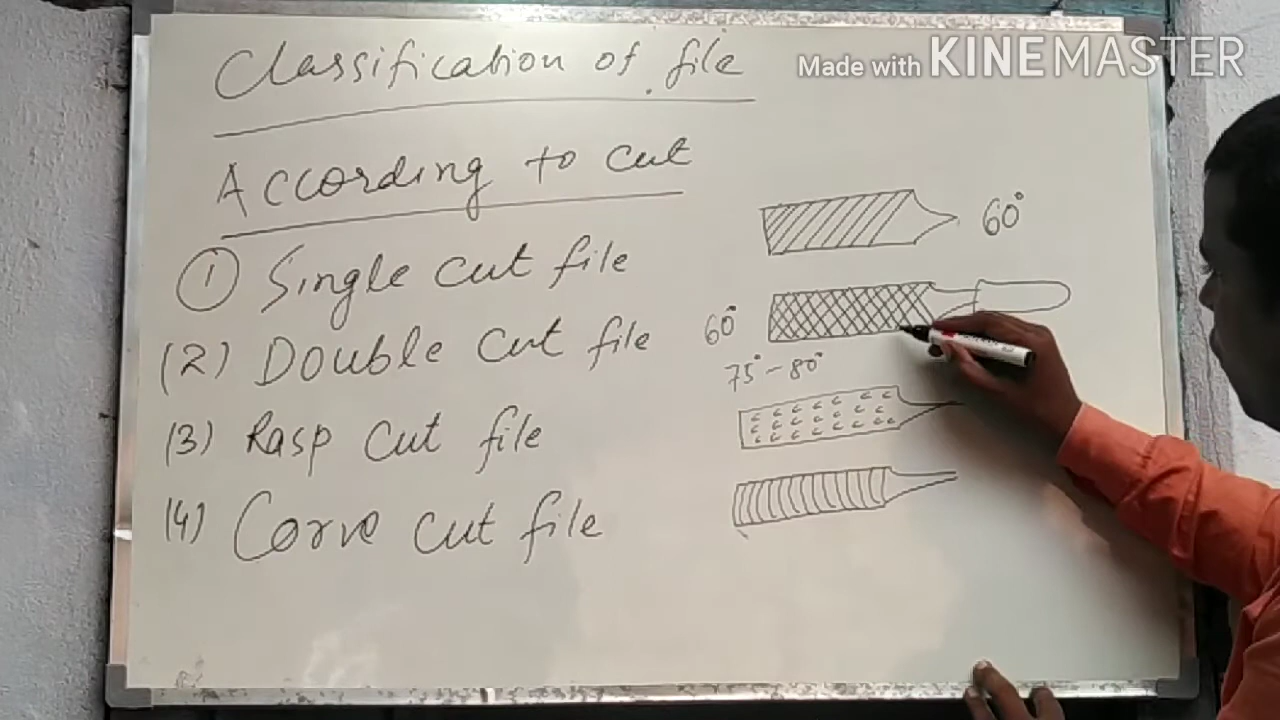 Classification of file
Made with KINEMASTER
According to cut
① Single cut file
60°
(2) Double cut file
60°
75° - 80°
(3) Rasp cut file
(4) Corve cut file